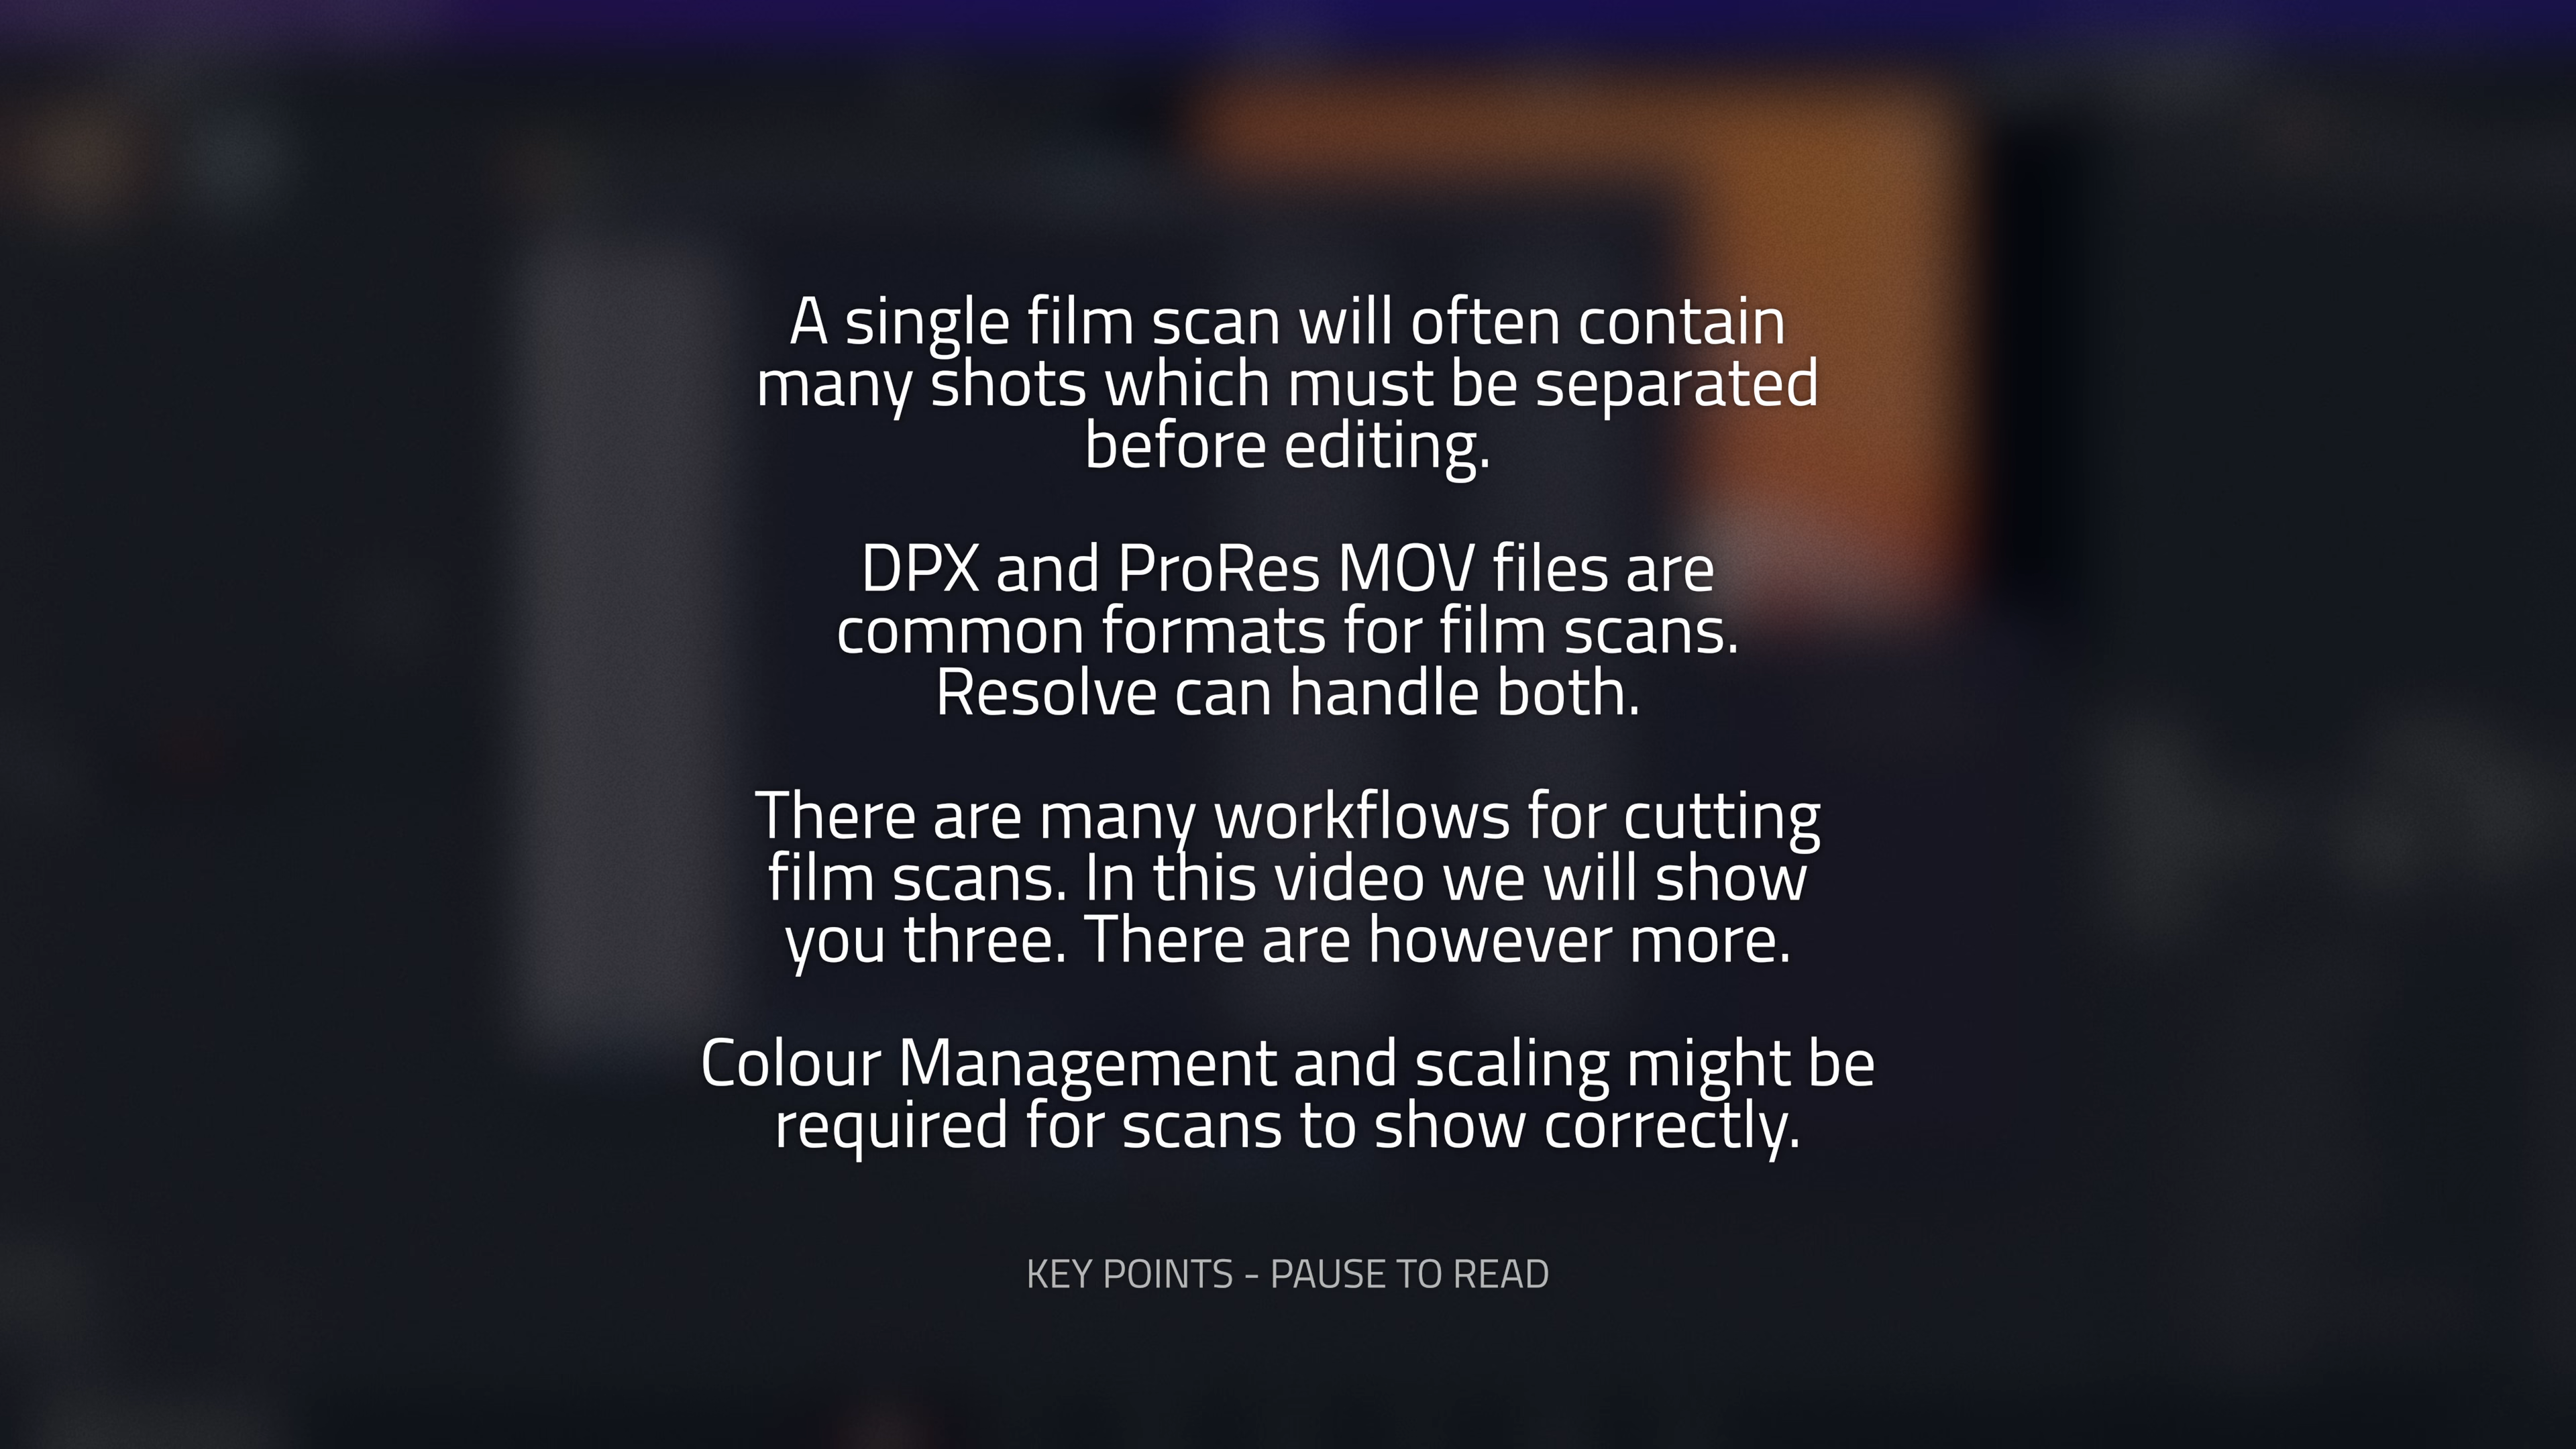 A single film scan will often contain
many shots which must be separated
before editing.
DPX and ProRes MOV files are
common formats for film scans.
Resolve can handle both.
There are many workflows for cutting
film scans. In this video we will show
you three. There are however more.
Colour Management and scaling might be
required for scans to show correctly.
KEY POINTS - PAUSE TO READ